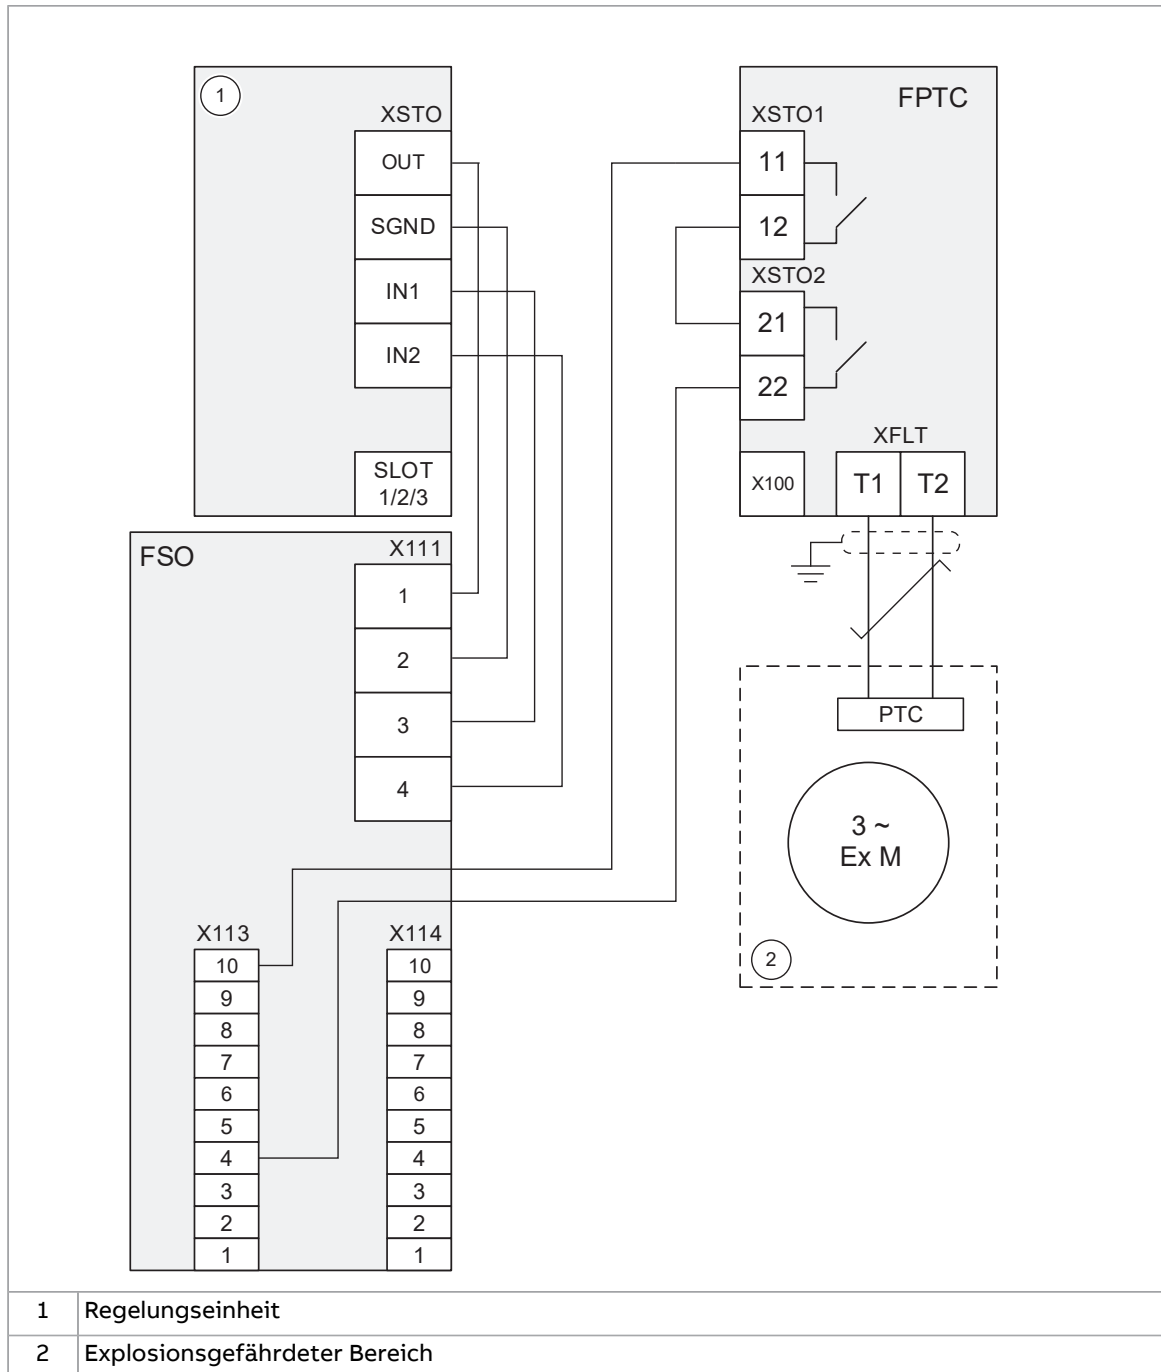 1
XSTO
OUT
SGND
IN1
IN2
SLOT
1/2/3
FPTC
XSTO1
11
12
XSTO2
21
22
XFLT
X100
T1
T2
FSO
X111
1
2
3
4
PTC
3 ~
Ex M
2
X113
10
9
8
7
6
5
4
3
2
1
X114
10
9
8
7
6
5
4
3
2
1
1 Regelungseinheit
2 Explosionsgefährdeter Bereich